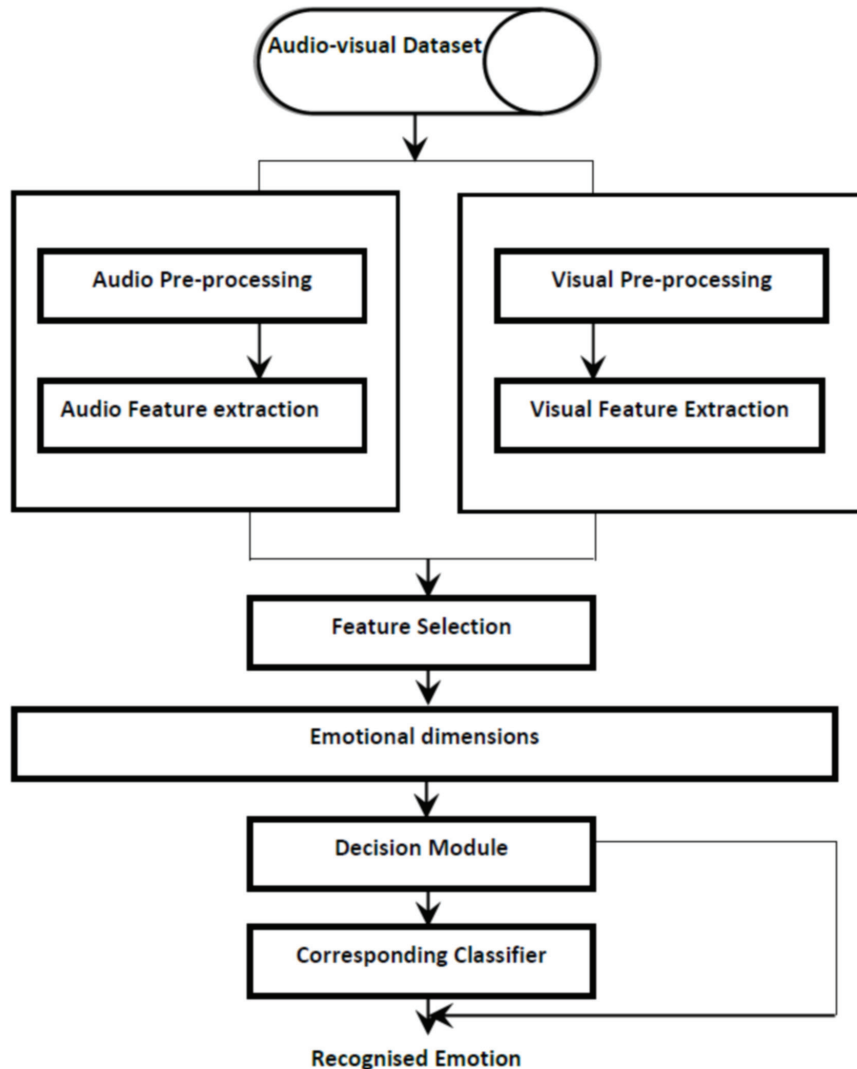 Audio-visual Dataset
Audio Pre-processing
Visual Pre-processing
Audio Feature extraction
Visual Feature Extraction
Feature Selection
Emotional dimensions
Decision Module
Corresponding Classifier
Recognised Emotion